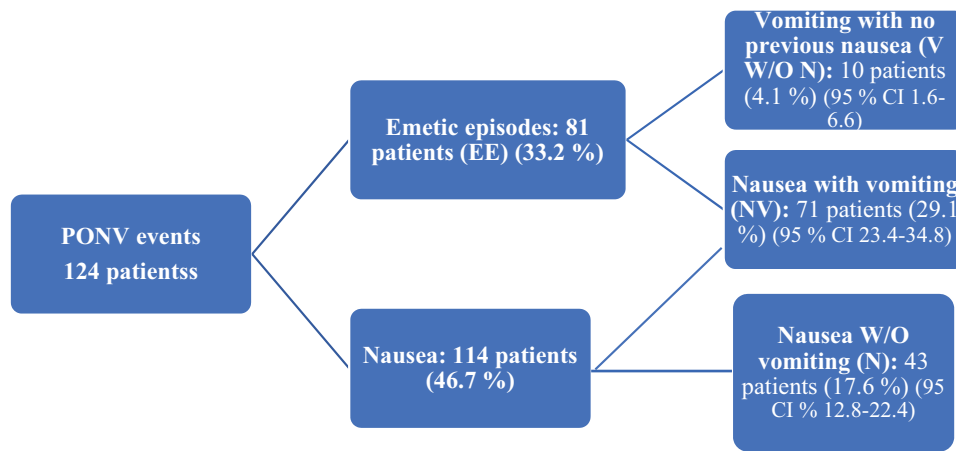 PONV events
124 patientss
Emetic episodes: 81
patients (EE) (33.2 %)
Nausea: 114 patients
(46.7 %)
Vomiting with no
previous nausea (V
W/O N): 10 patients
(4.1 %) (95 % CI 1.6-
6.6)
Nausea with vomiting
(NV): 71 patients (29.1
%) (95 % CI 23.4-34.8)
Nausea W/O
vomiting (N): 43
patients (17.6 %) (95
CI % 12.8-22.4)